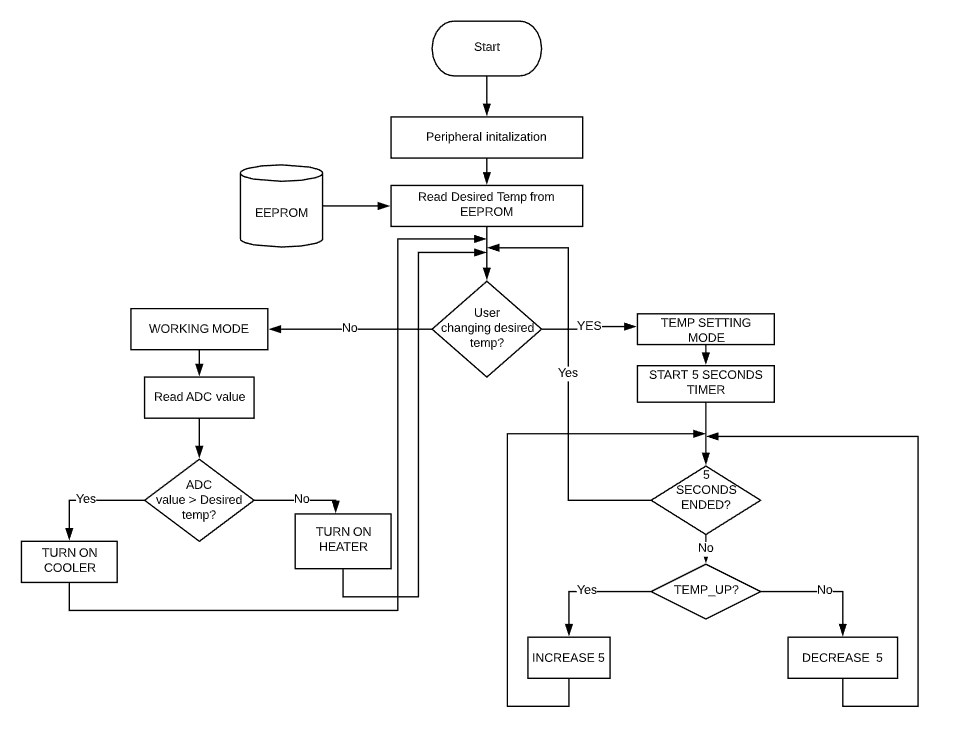 Start
Peripheral initalization
Read Desired Temp from
EEPROM
EEPROM
User
changing desired
temp?
No
YES
WORKING MODE
TEMP SETTING
MODE
Yes
START 5 SECONDS
TIMER
Read ADC value
ADC
value > Desired
temp?
Yes
No
5
SECONDS
ENDED?
TURN ON
COOLER
TURN ON
HEATER
No
TEMP_UP?
Yes
No
INCREASE 5
DECREASE  5